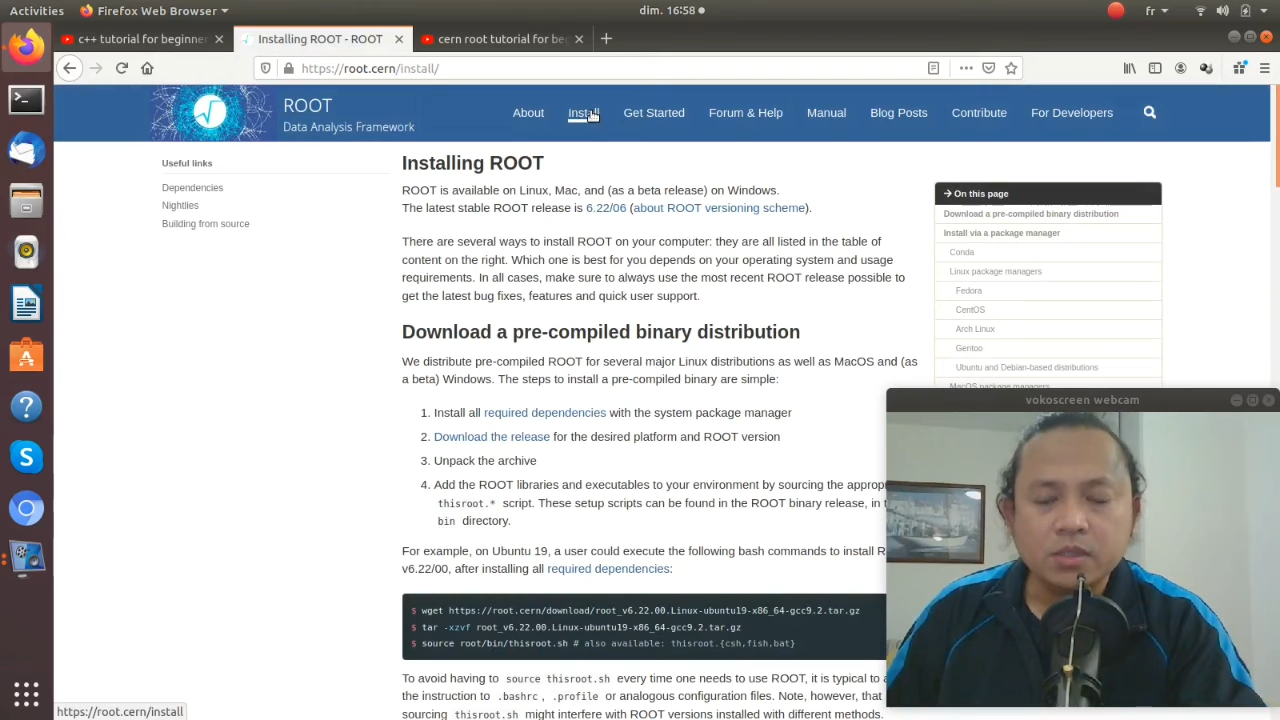 Activities
Firefox Web Browser
dim. 16:58
fr
c++ tutorial for beginner
Installing ROOT - ROOT
cern root tutorial for beg
https://root.cern/install/
ROOT
Data Analysis Framework
About
Install
Get Started
Forum & Help
Manual
Blog Posts
Contribute
For Developers
Useful links
Dependencies
Nightlies
Building from source
Installing ROOT
ROOT is available on Linux, Mac, and (as a beta release) on Windows.
The latest stable ROOT release is 6.22/06 (about ROOT versioning scheme).
There are several ways to install ROOT on your computer: they are all listed in the table of
content on the right. Which one is best for you depends on your operating system and usage
requirements. In all cases, make sure to always use the most recent ROOT release possible to
get the latest bug fixes, features and quick user support.
Download a pre-compiled binary distribution
We distribute pre-compiled ROOT for several major Linux distributions as well as MacOS and (as
a beta) Windows. The steps to install a pre-compiled binary are simple:
1. Install all required dependencies with the system package manager
2. Download the release for the desired platform and ROOT version
3. Unpack the archive
4. Add the ROOT libraries and executables to your environment by sourcing the approp
thisroot.* script. These setup scripts can be found in the ROOT binary release, in t
bin directory.
For example, on Ubuntu 19, a user could execute the following bash commands to install R
v6.22/00, after installing all required dependencies:
$ wget https://root.cern/download/root_v6.22.00.Linux-ubuntu19-x86_64-gcc9.2.tar.gz
$ tar -xzvf root_v6.22.00.Linux-ubuntu19-x86_64-gcc9.2.tar.gz
$ source root/bin/thisroot.sh # also available: thisroot.{csh,fish,bat}
To avoid having to source thisroot.sh every time one needs to use ROOT, it is typical to a
the instruction to .bashrc, .profile or analogous configuration files. Note, however, that
sourcing thisroot.sh might interfere with ROOT versions installed with different methods.
On this page
Download a pre-compiled binary distribution
Install via a package manager
Conda
Linux package managers
Fedora
CentOS
Arch Linux
Gentoo
Ubuntu and Debian-based distributions
MacOS package managers
vokoscreen webcam
https://root.cern/install